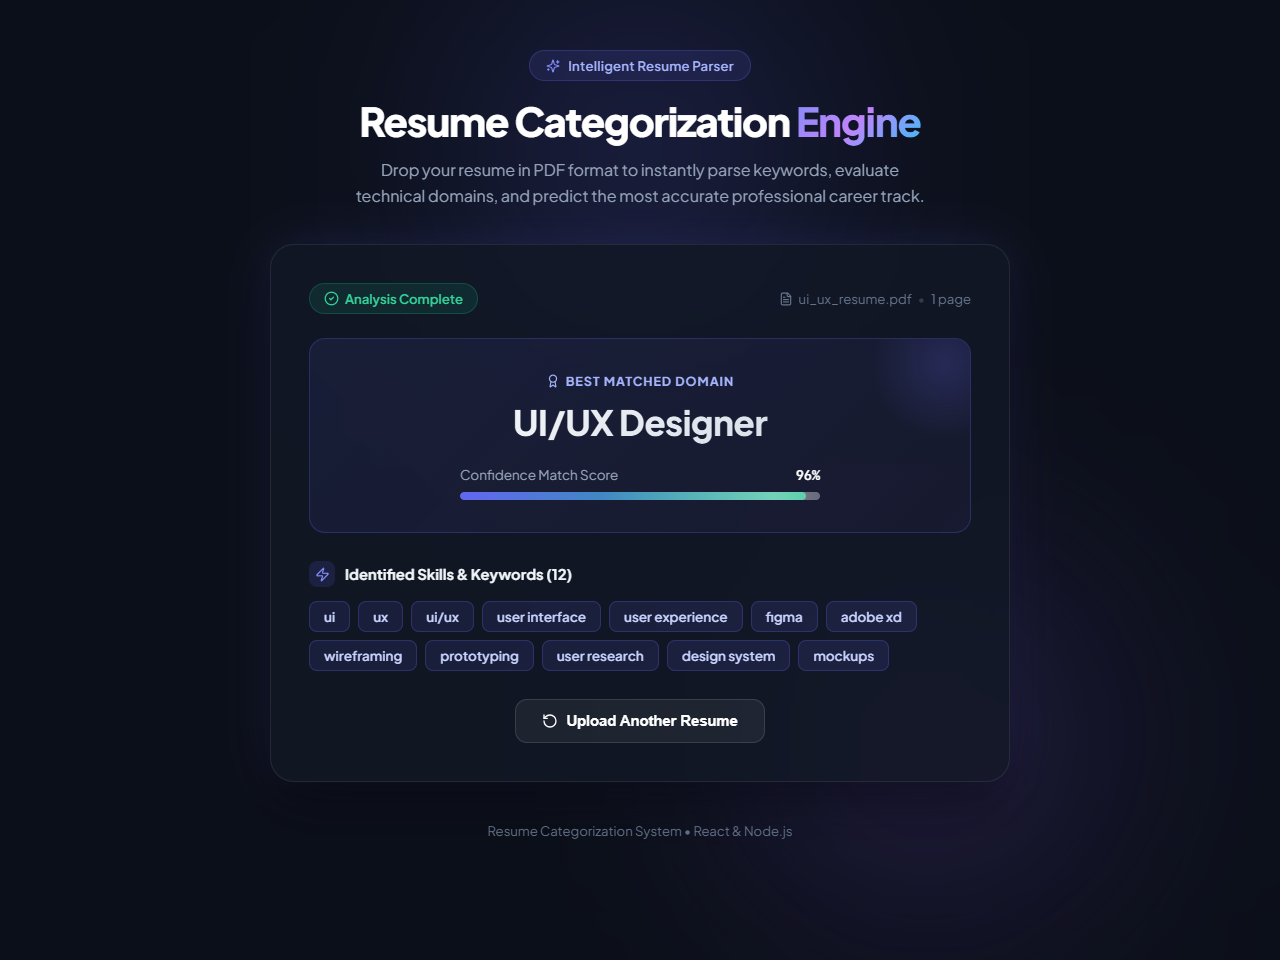 Intelligent Resume Parser
Resume Categorization Engine
Drop your resume in PDF format to instantly parse keywords, evaluate
technical domains, and predict the most accurate professional career track.
Analysis Complete
ui_ux_resume.pdf • 1 page
BEST MATCHED DOMAIN
UI/UX Designer
Confidence Match Score 96%
Identified Skills & Keywords (12)
ui ux ui/ux user interface user experience figma adobe xd
wireframing prototyping user research design system mockups
Upload Another Resume
Resume Categorization System • React & Node.js